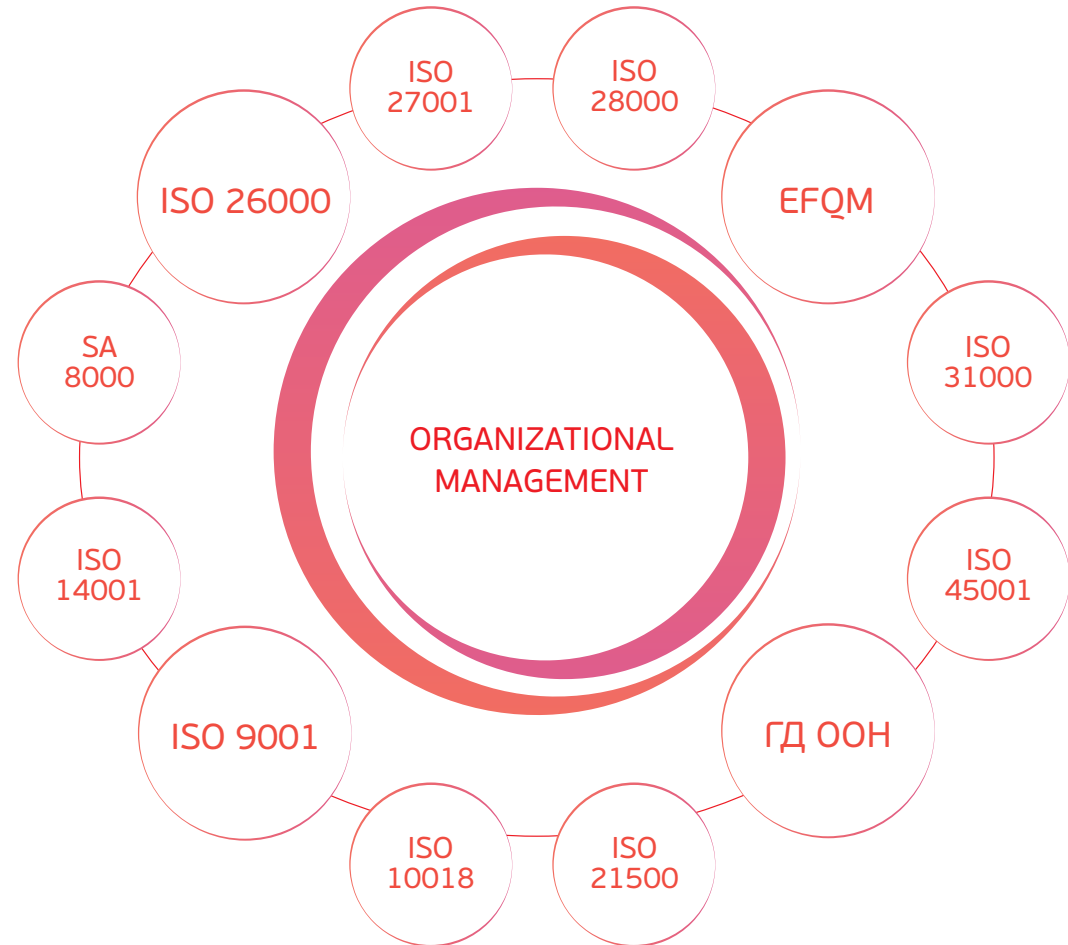 ISO
27001
ISO
28000
ISO 26000
EFQM
SA
8000
ISO
31000
ORGANIZATIONAL
MANAGEMENT
ISO
14001
ISO
45001
ISO 9001
ГД ООН
ISO
10018
ISO
21500